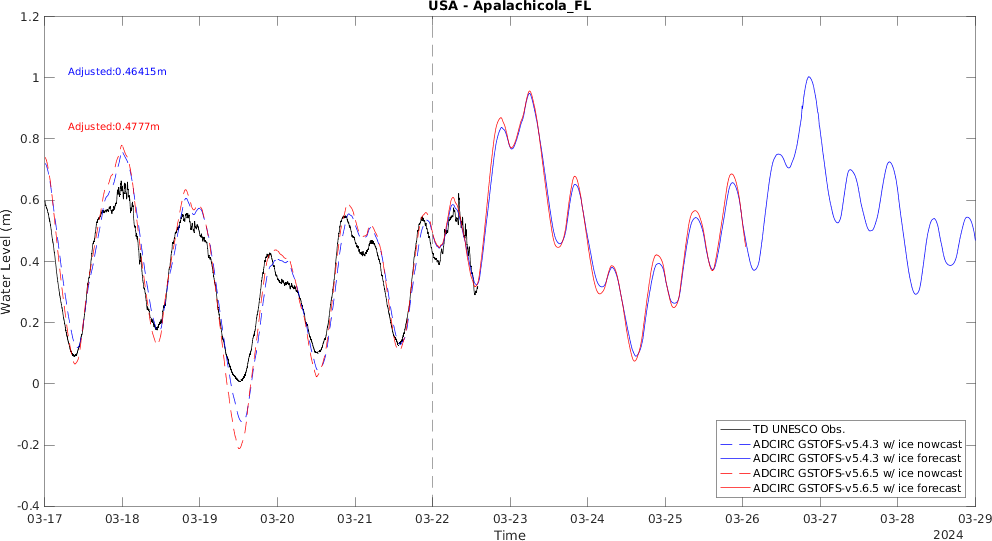 USA - Apalachicola_FL
1.2
1
0.8
0.6
0.4
0.2
0
-0.2
-0.4
Water Level (m)
Adjusted:0.46415m
Adjusted:0.4777m
TD UNESCO Obs.
ADCIRC GSTOFS-v5.4.3 w/ ice nowcast
ADCIRC GSTOFS-v5.4.3 w/ ice forecast
ADCIRC GSTOFS-v5.6.5 w/ ice nowcast
ADCIRC GSTOFS-v5.6.5 w/ ice forecast
03-17 03-18 03-19 03-20 03-21 03-22 03-23 03-24 03-25 03-26 03-27 03-28 03-29
Time
2024